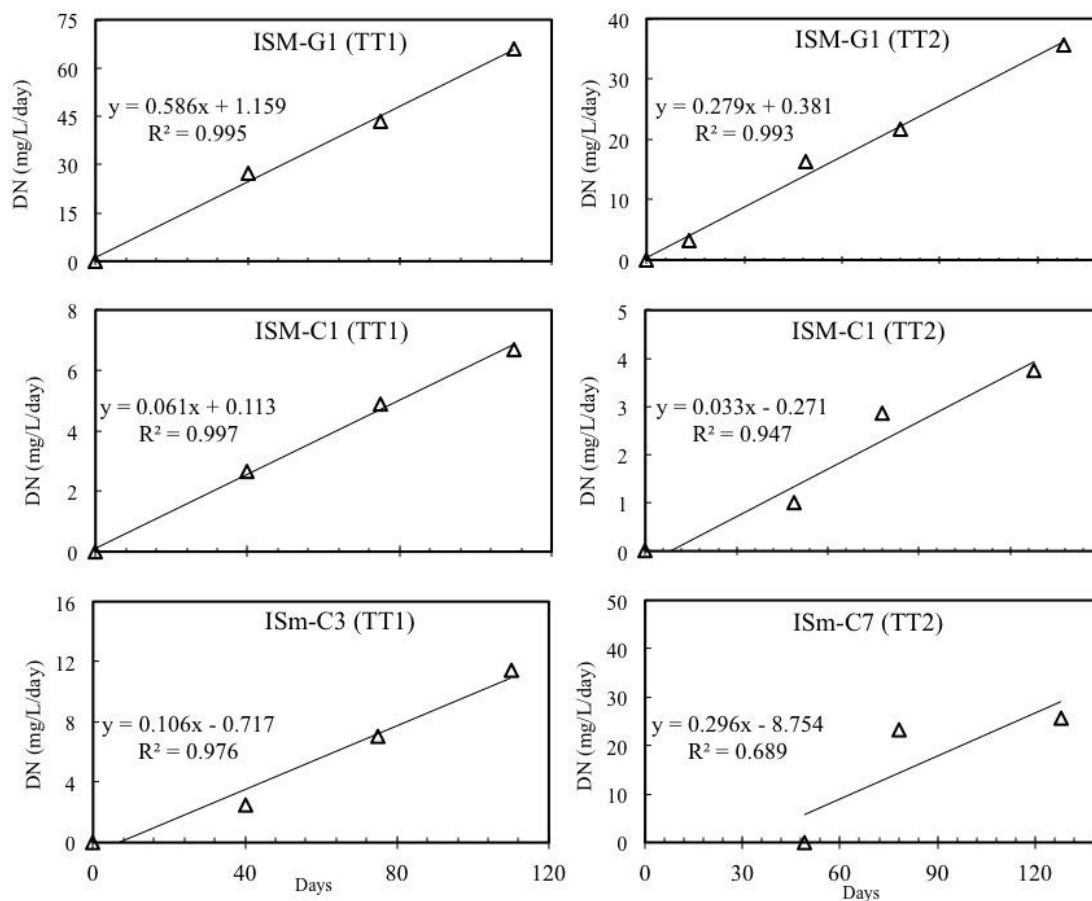 ISM-G1 (TT1)
DN (mg/L/day)
75
60
45
30
15
0
y = 0.586x + 1.159
R² = 0.995
ISM-G1 (TT2)
DN (mg/L/day)
40
30
20
10
0
y = 0.279x + 0.381
R² = 0.993
ISM-C1 (TT1)
DN (mg/L/day)
8
6
4
2
0
y = 0.061x + 0.113
R² = 0.997
ISM-C1 (TT2)
DN (mg/L/day)
5
4
3
2
1
0
y = 0.033x - 0.271
R² = 0.947
ISm-C3 (TT1)
DN (mg/L/day)
16
12
8
4
0
y = 0.106x - 0.717
R² = 0.976
0 40 80 120
Days
ISm-C7 (TT2)
DN (mg/L/day)
50
40
30
20
10
0
y = 0.296x - 8.754
R² = 0.689
0 30 60 90 120
Days